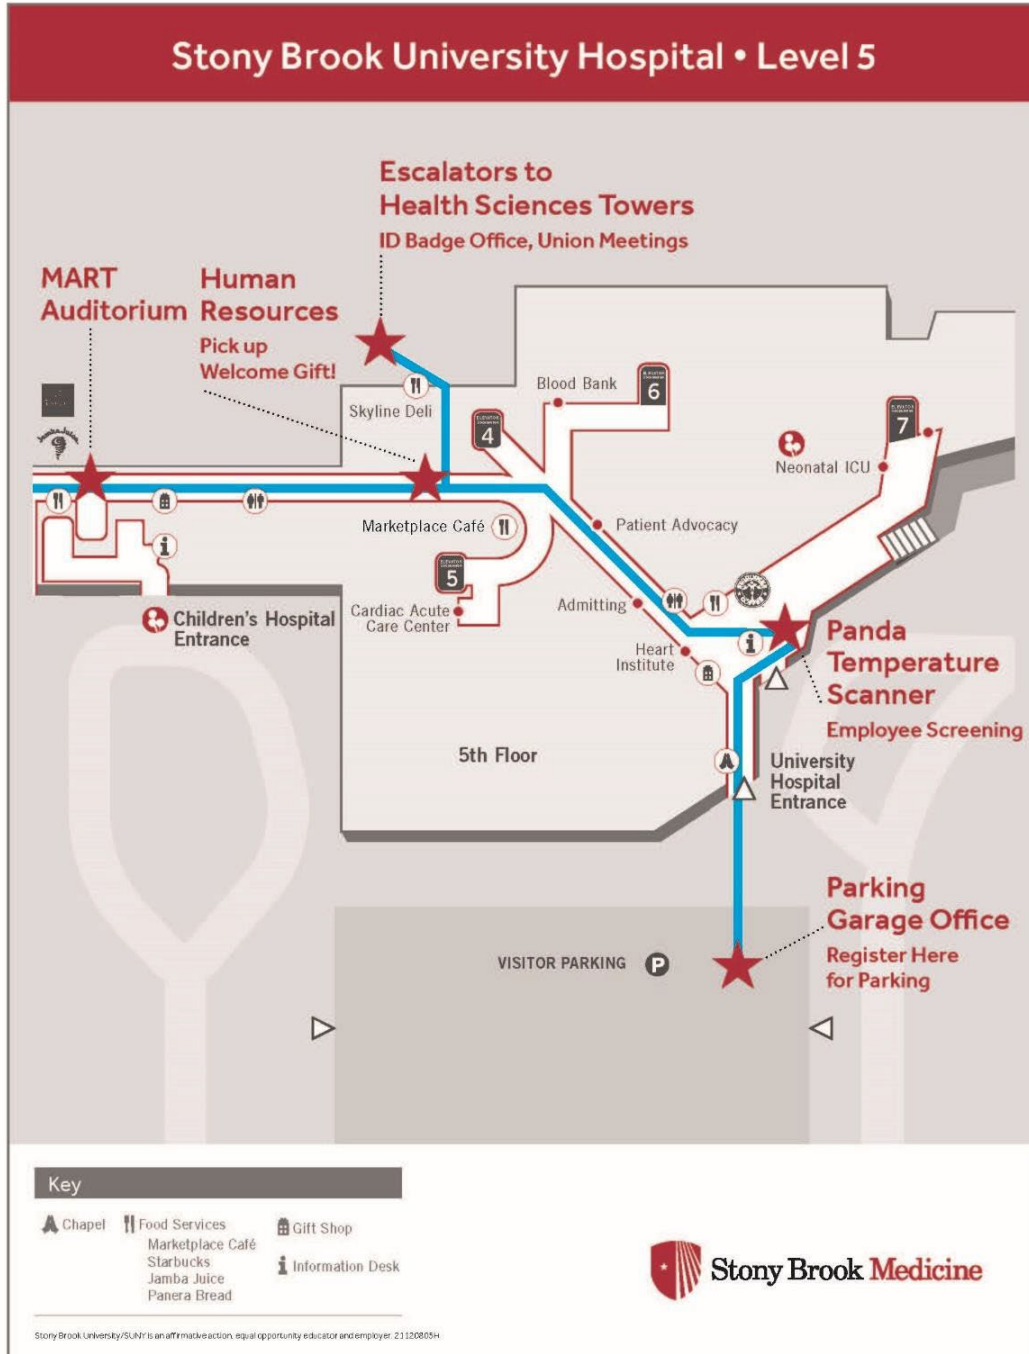 Stony Brook University Hospital • Level 5
Escalators to
Health Sciences Towers
ID Badge Office, Union Meetings
MART
Auditorium
Human
Resources
Pick up
Welcome Gift!
Jamba Juice
Skyline Deli
Blood Bank
4
6
7
Neonatal ICU
Marketplace Café
Patient Advocacy
5
Cardiac Acute
Care Center
Admitting
Heart
Institute
Children's Hospital
Entrance
Panda
Temperature
Scanner
Employee Screening
5th Floor
University
Hospital
Entrance
Parking
Garage Office
Register Here
for Parking
VISITOR PARKING P
Key
Chapel
Food Services
Marketplace Café
Starbucks
Jamba Juice
Panera Bread
Gift Shop
Information Desk
Stony Brook Medicine
Stony Brook University/SUNY is an affirmative action, equal opportunity educator and employer. 21120803H